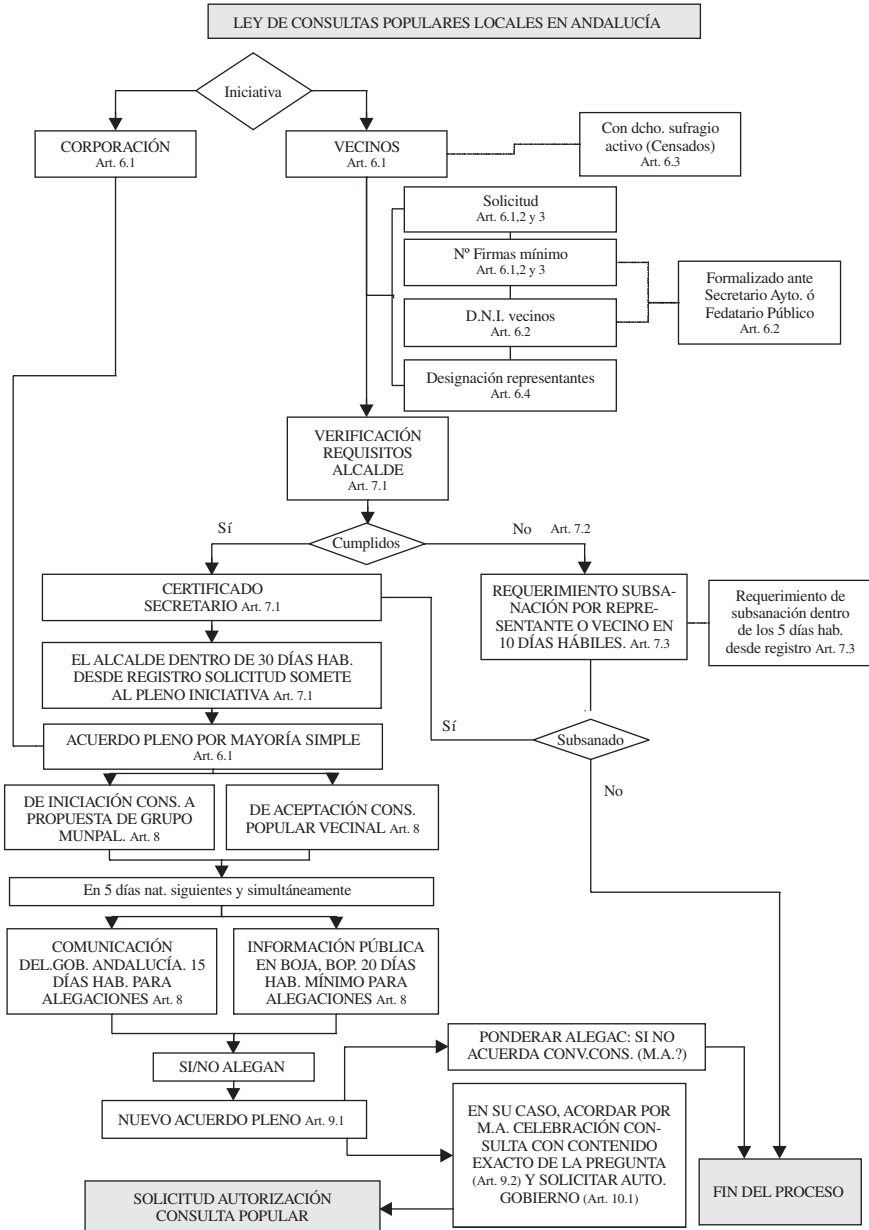 LEY DE CONSULTAS POPULARES LOCALES EN ANDALUCÍA
Iniciativa
CORPORACIÓN
Art. 6.1
VECINOS
Art. 6.1
Con dcho. sufragio
activo (Censados)
Art. 6.3
Solicitud
Art. 6.1,2 y 3
Nº Firmas mínimo
Art. 6.1,2 y 3
D.N.I. vecinos
Art. 6.2
Formalizado ante
Secretario Ayto. ó
Fedatario Público
Art. 6.2
Designación representantes
Art. 6.4
VERIFICACIÓN
REQUISITOS
ALCALDE
Art. 7.1
Sí
Cumplidos
No Art. 7.2
CERTIFICADO
SECRETARIO Art. 7.1
REQUERIMIENTO SUBSA-
NACIÓN POR REPRE-
SENTANTE O VECINO EN
10 DÍAS HÁBILES. Art. 7.3
Requerimiento de
subsanación dentro
de los 5 días hab.
desde registro Art. 7.3
EL ALCALDE DENTRO DE 30 DÍAS HAB.
DESDE REGISTRO SOLICITUD SOMETE
AL PLENO INICIATIVA Art. 7.1
Sí
Subsanado
No
ACUERDO PLENO POR MAYORÍA SIMPLE
Art. 6.1
DE INICIACIÓN CONS. A
PROPUESTA DE GRUPO
MUNPAL. Art. 8
DE ACEPTACIÓN CONS.
POPULAR VECINAL Art. 8
En 5 días nat. siguientes y simultáneamente
COMUNICACIÓN
DEL.GOB. ANDALUCÍA. 15
DÍAS HAB. PARA
ALEGACIONES Art. 8
INFORMACIÓN PÚBLICA
EN BOJA, BOP. 20 DÍAS
HAB. MÍNIMO PARA
ALEGACIONES Art. 8
SI/NO ALEGAN
PONDERAR ALEGAC: SI NO
ACUERDA CONV.CONS. (M.A.?)
NUEVO ACUERDO PLENO Art. 9.1
EN SU CASO, ACORDAR POR
M.A. CELEBRACIÓN CON-
SULTA CON CONTENIDO
EXACTO DE LA PREGUNTA
(Art. 9.2) Y SOLICITAR AUTO.
GOBIERNO (Art. 10.1)
SOLICITUD AUTORIZACIÓN
CONSULTA POPULAR
FIN DEL PROCESO